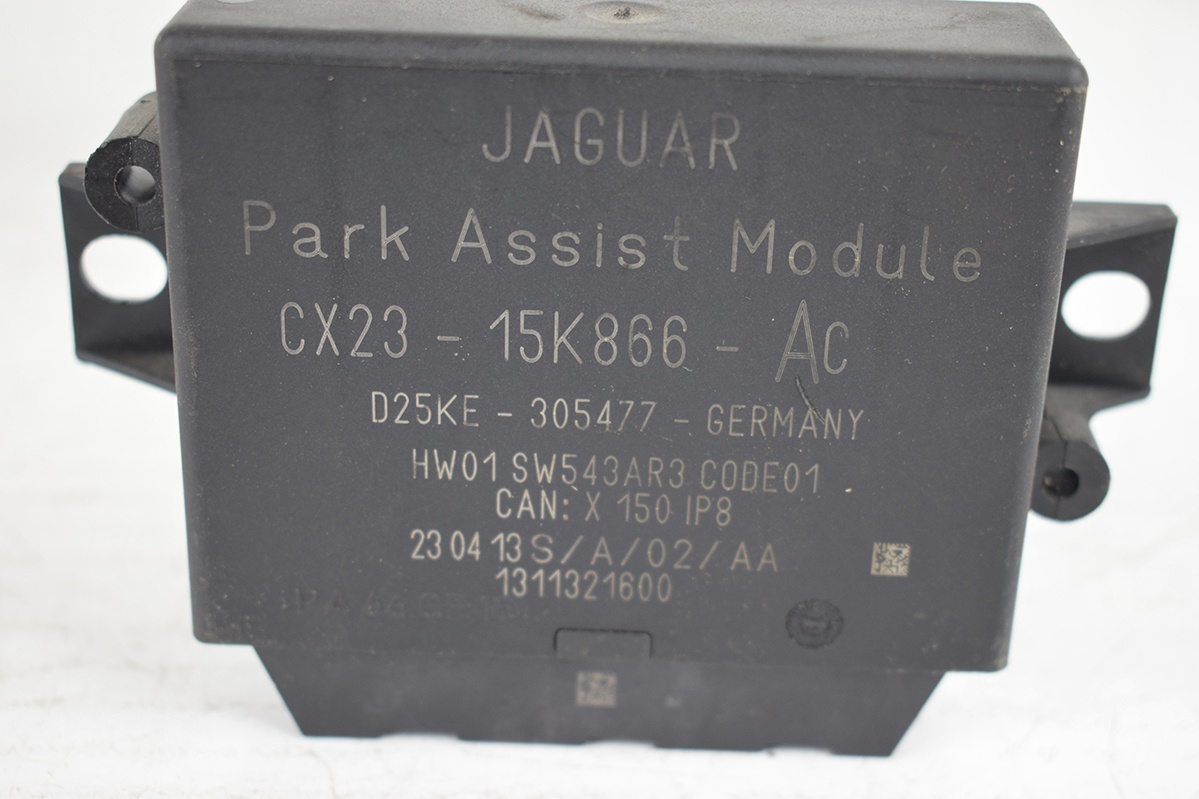 JAGUAR
Park Assist Module
CX23 - 15K866 - AC
D25KE - 305477 - GERMANY
HW01 SW543AR3 CODE01
CAN: X 150 IP8
23 04 13 S/A/02/AA
1311321600